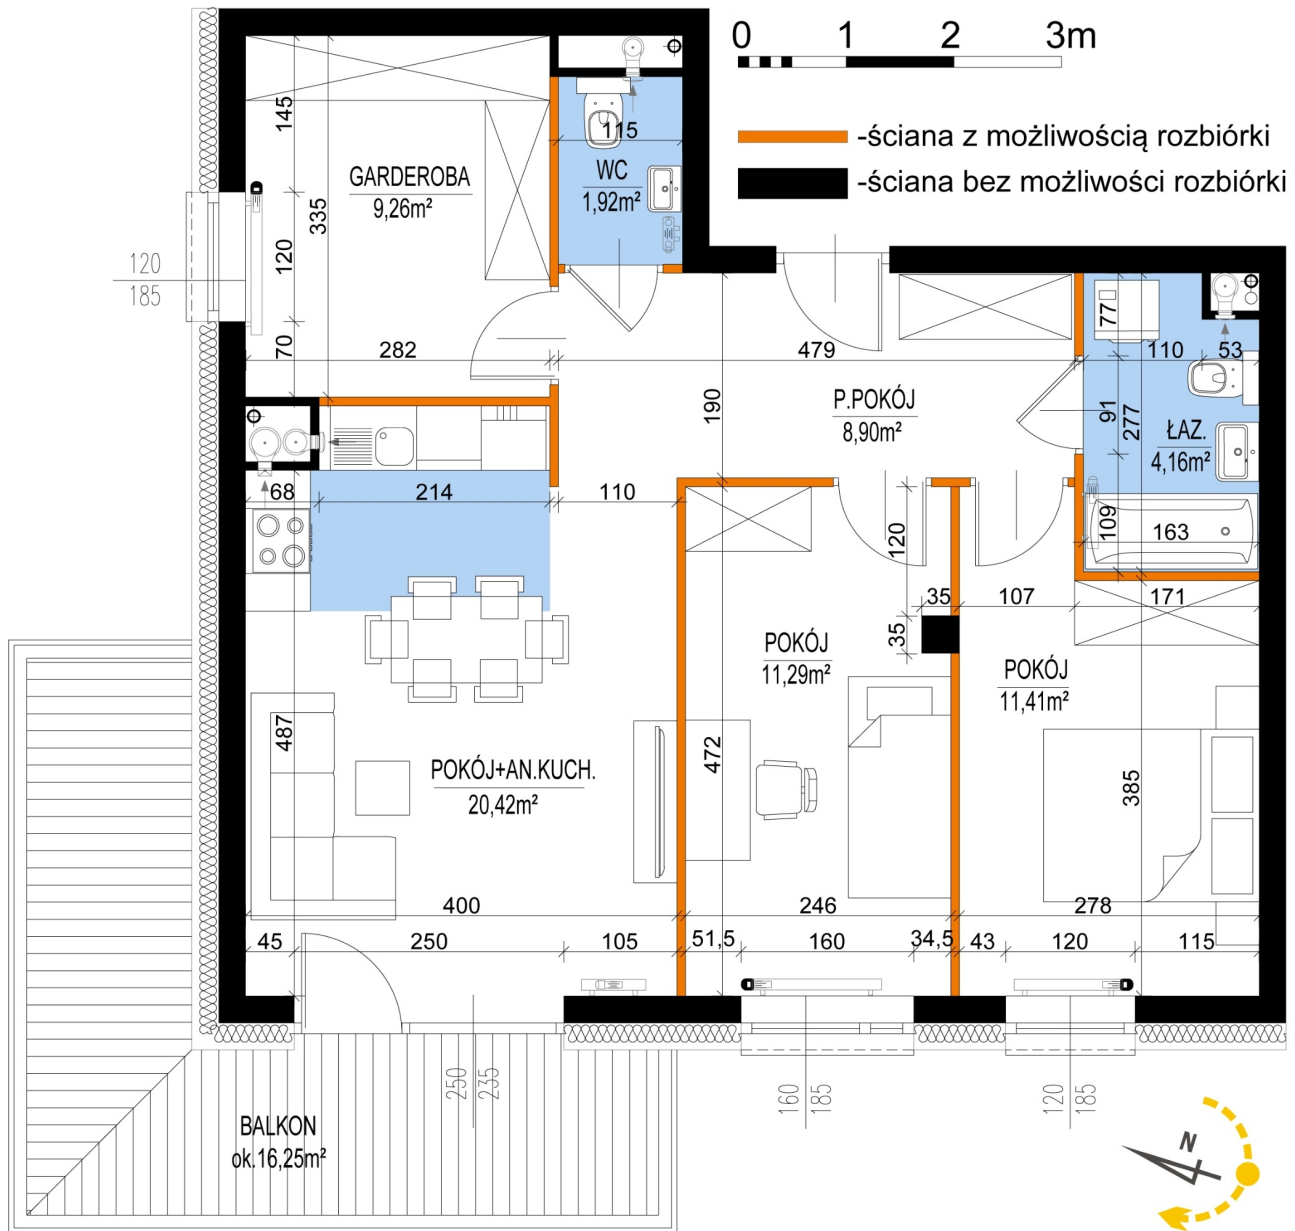 0 1 2 3m
-ściana z możliwością rozbiórki
-ściana bez możliwości rozbiórki
145
335
120
70
GARDEROBA
9,26m²
115
WC
1,92m²
120
185
282
479
190
P.POKÓJ
8,90m²
77
110
53
91
277
ŁAZ.
4,16m²
109
163
68
214
110
120
35
35
107
171
POKÓJ
11,29m²
POKÓJ
11,41m²
487
POKÓJ+AN.KUCH.
20,42m²
472
385
400
246
278
45
250
105
51,5
160
34,5
43
120
115
250
235
160
185
120
185
BALKON
ok.16,25m²
N